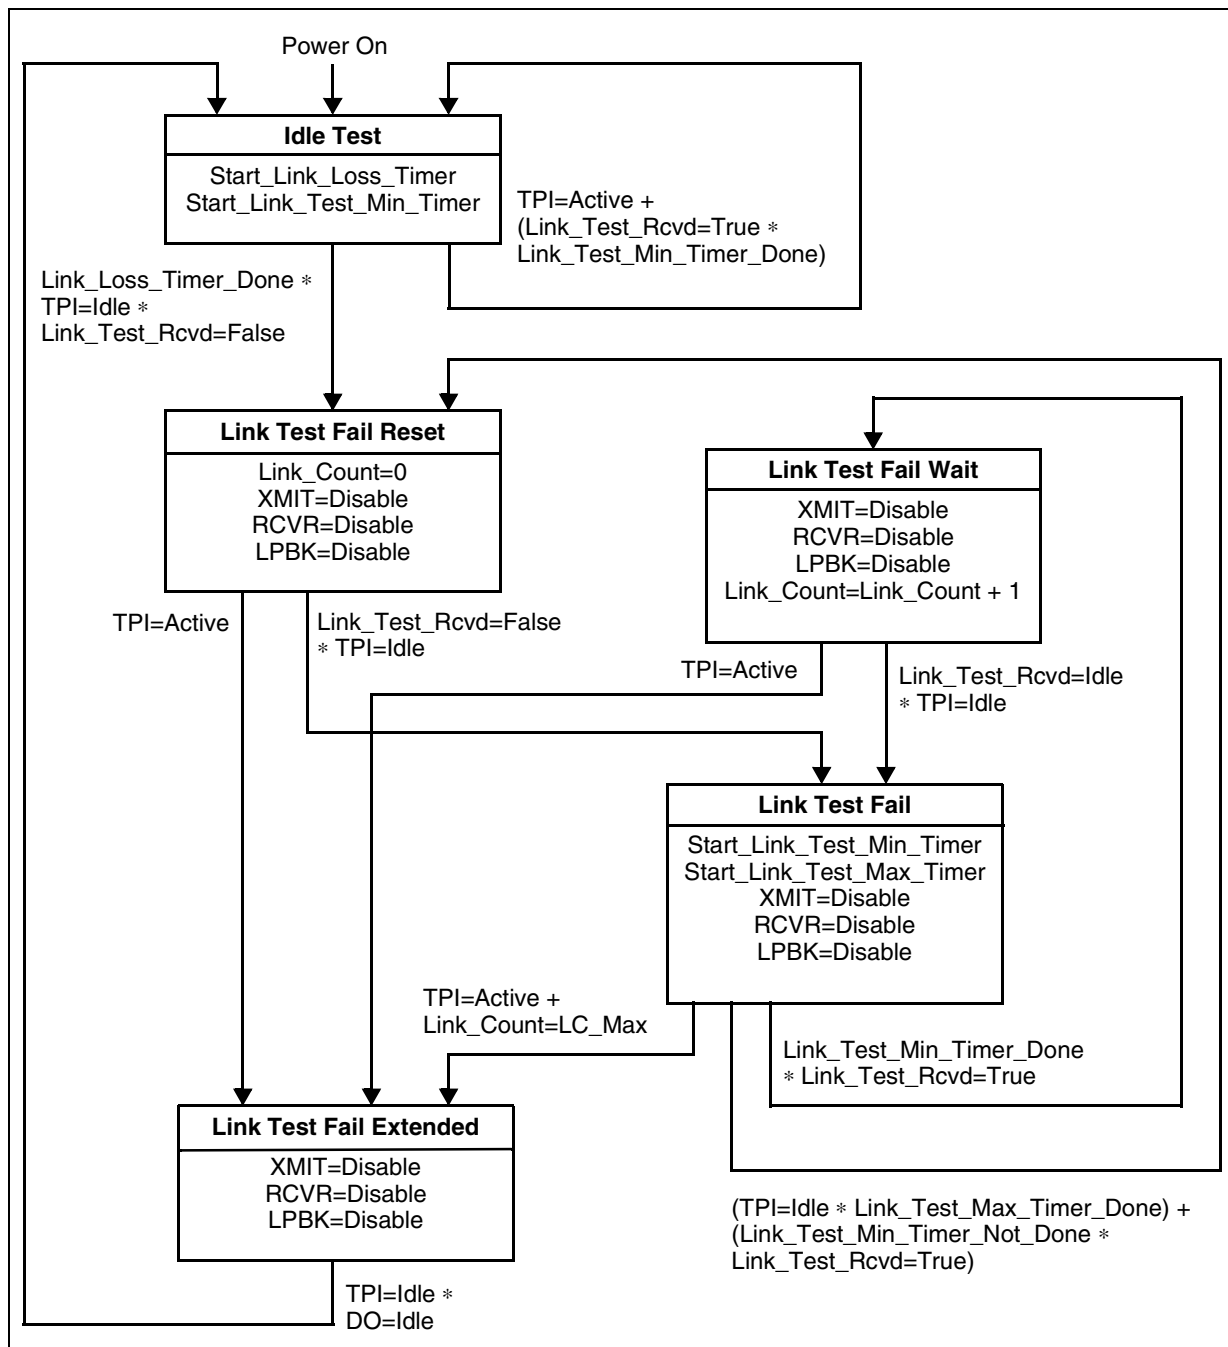 Power On
Idle Test
Start_Link_Loss_Timer
Start_Link_Test_Min_Timer
TPI=Active +
(Link_Test_Rcvd=True *
Link_Test_Min_Timer_Done)
Link_Loss_Timer_Done *
TPI=Idle *
Link_Test_Rcvd=False
Link Test Fail Reset
Link_Count=0
XMIT=Disable
RCVR=Disable
LPBK=Disable
Link Test Fail Wait
XMIT=Disable
RCVR=Disable
LPBK=Disable
Link_Count=Link_Count + 1
TPI=Active
Link_Test_Rcvd=False
* TPI=Idle
TPI=Active
Link_Test_Rcvd=Idle
* TPI=Idle
Link Test Fail
Start_Link_Test_Min_Timer
Start_Link_Test_Max_Timer
XMIT=Disable
RCVR=Disable
LPBK=Disable
TPI=Active +
Link_Count=LC_Max
Link_Test_Min_Timer_Done
* Link_Test_Rcvd=True
Link Test Fail Extended
XMIT=Disable
RCVR=Disable
LPBK=Disable
(TPI=Idle * Link_Test_Max_Timer_Done) +
(Link_Test_Min_Timer_Not_Done *
Link_Test_Rcvd=True)
TPI=Idle *
DO=Idle